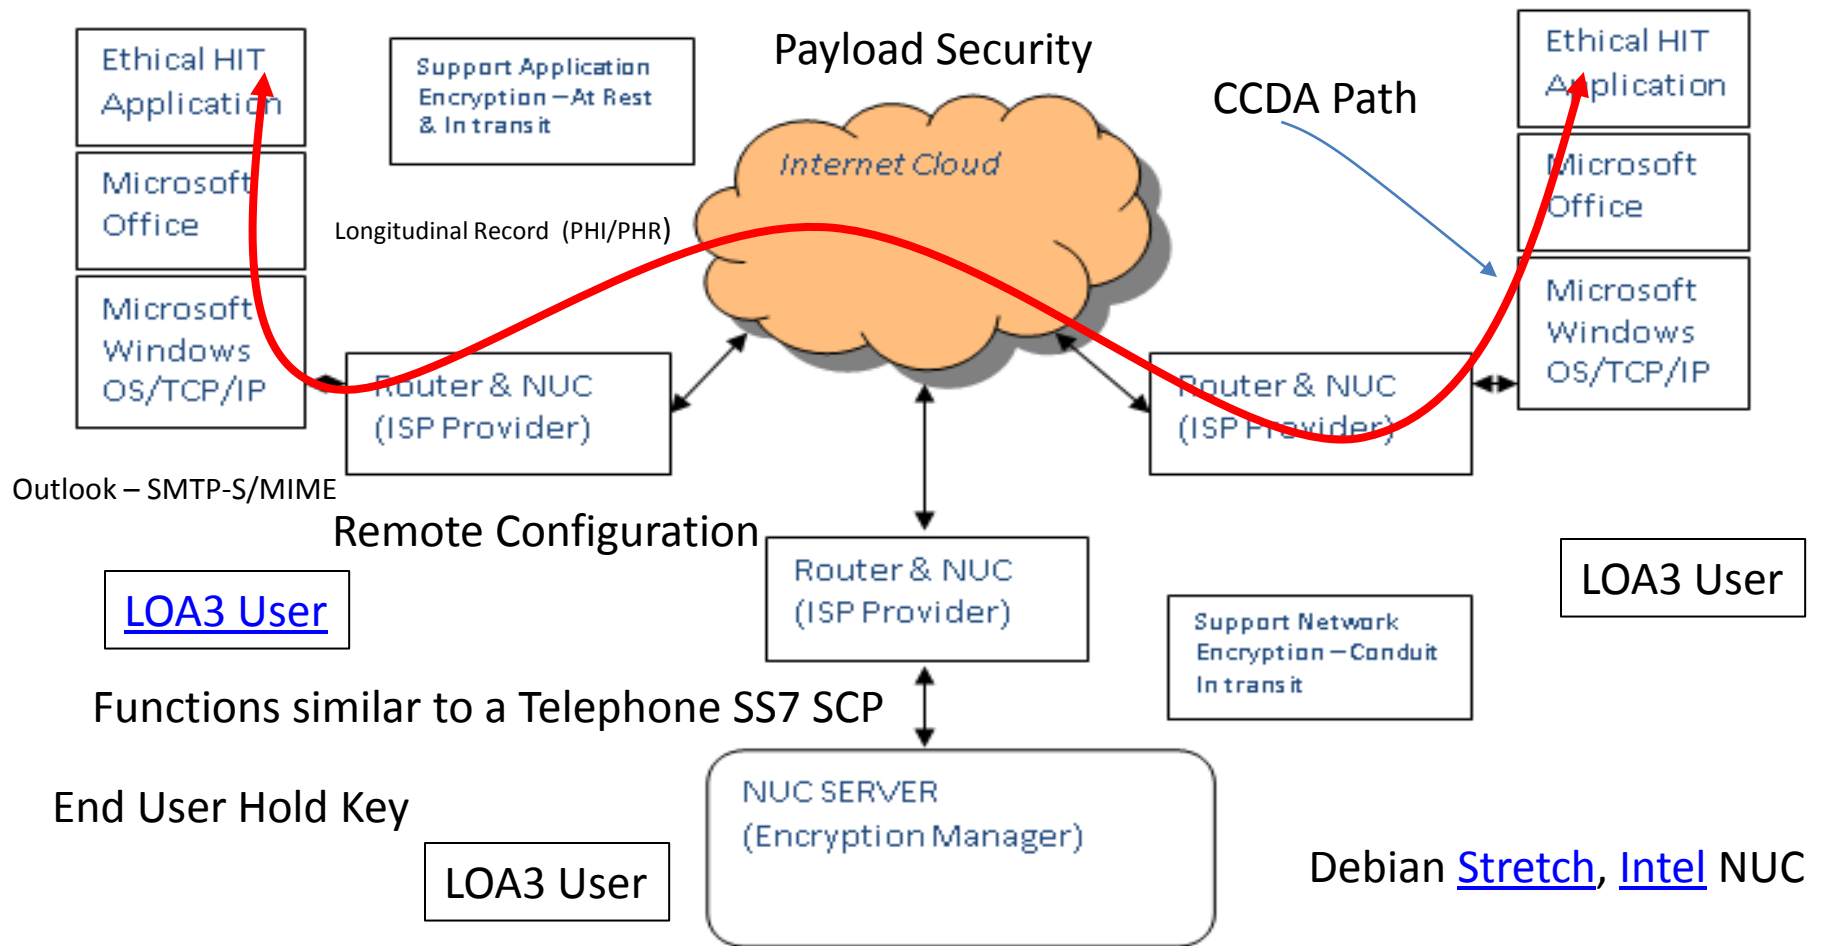 Ethical HIT
Application
Microsoft
Office
Microsoft
Windows
OS/TCP/IP
Support Application
Encryption – At Rest
& In transit
Payload Security
Internet Cloud
CCDA Path
Ethical HIT
Application
Microsoft
Office
Microsoft
Windows
OS/TCP/IP
Longitudinal Record (PHI/PHR)
Router & NUC
(ISP Provider)
Router & NUC
(ISP Provider)
Outlook – SMTP-S/MIME
Remote Configuration
Router & NUC
(ISP Provider)
LOA3 User
LOA3 User
Support Network
Encryption – Conduit
In transit
Functions similar to a Telephone SS7 SCP
NUC SERVER
(Encryption Manager)
End User Hold Key
LOA3 User
Debian Stretch, Intel NUC